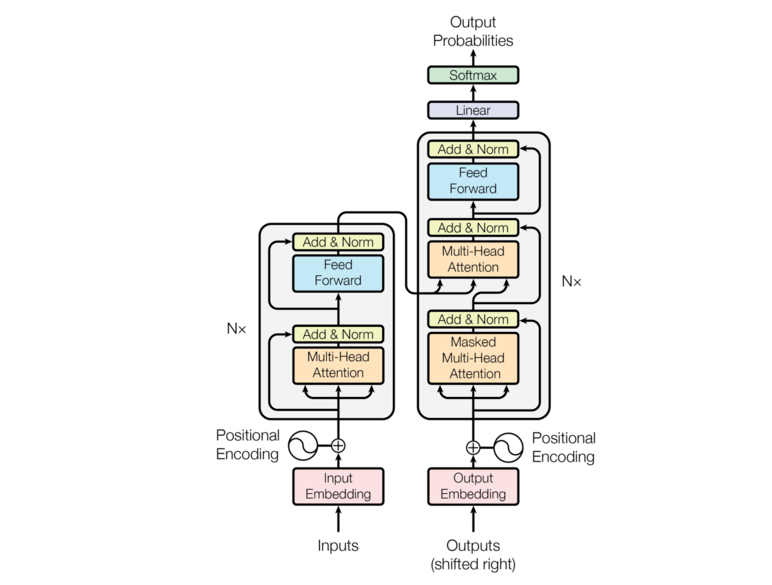 Output
Probabilities
Softmax
Linear
Add & Norm
Feed
Forward
Add & Norm
Multi-Head
Attention
Add & Norm
Masked
Multi-Head
Attention
N×
Add & Norm
Feed
Forward
Add & Norm
Multi-Head
Attention
N×
Positional
Encoding
Positional
Encoding
Input
Embedding
Output
Embedding
Inputs
Outputs
(shifted right)